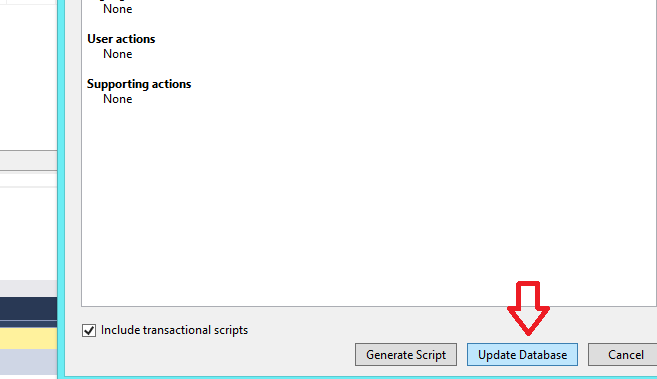 None
User actions
None
Supporting actions
None
Include transactional scripts
Generate Script
Update Database
Cancel